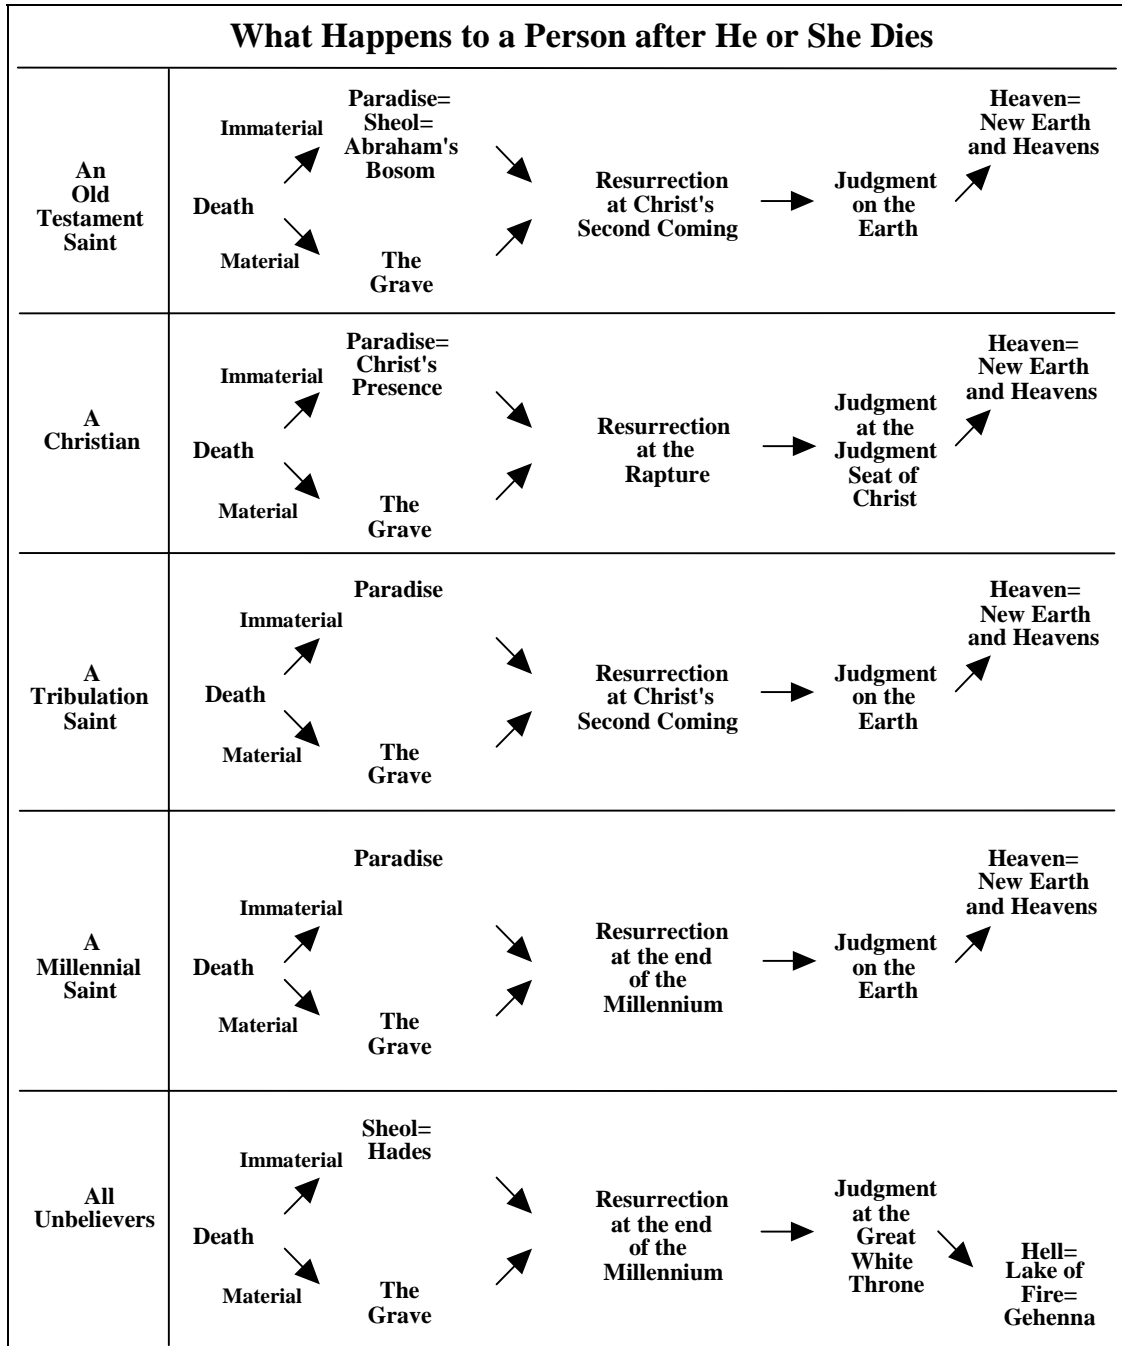 What Happens to a Person after He or She Dies
An
Old
Testament
Saint
Death
Immaterial
Material
Paradise=
Sheol=
Abraham's
Bosom
The
Grave
Resurrection
at Christ's
Second Coming
Judgment
on the
Earth
Heaven=
New Earth
and Heavens
A
Christian
Death
Immaterial
Material
Paradise=
Christ's
Presence
The
Grave
Resurrection
at the
Rapture
Judgment
at the
Judgment
Seat of
Christ
Heaven=
New Earth
and Heavens
A
Tribulation
Saint
Death
Immaterial
Material
Paradise
The
Grave
Resurrection
at Christ's
Second Coming
Judgment
on the
Earth
Heaven=
New Earth
and Heavens
A
Millennial
Saint
Death
Immaterial
Material
Paradise
The
Grave
Resurrection
at the end
of the
Millennium
Judgment
on the
Earth
Heaven=
New Earth
and Heavens
All
Unbelievers
Death
Immaterial
Material
Sheol=
Hades
The
Grave
Resurrection
at the end
of the
Millennium
Judgment
at the
Great
White
Throne
Hell=
Lake of
Fire=
Gehenna